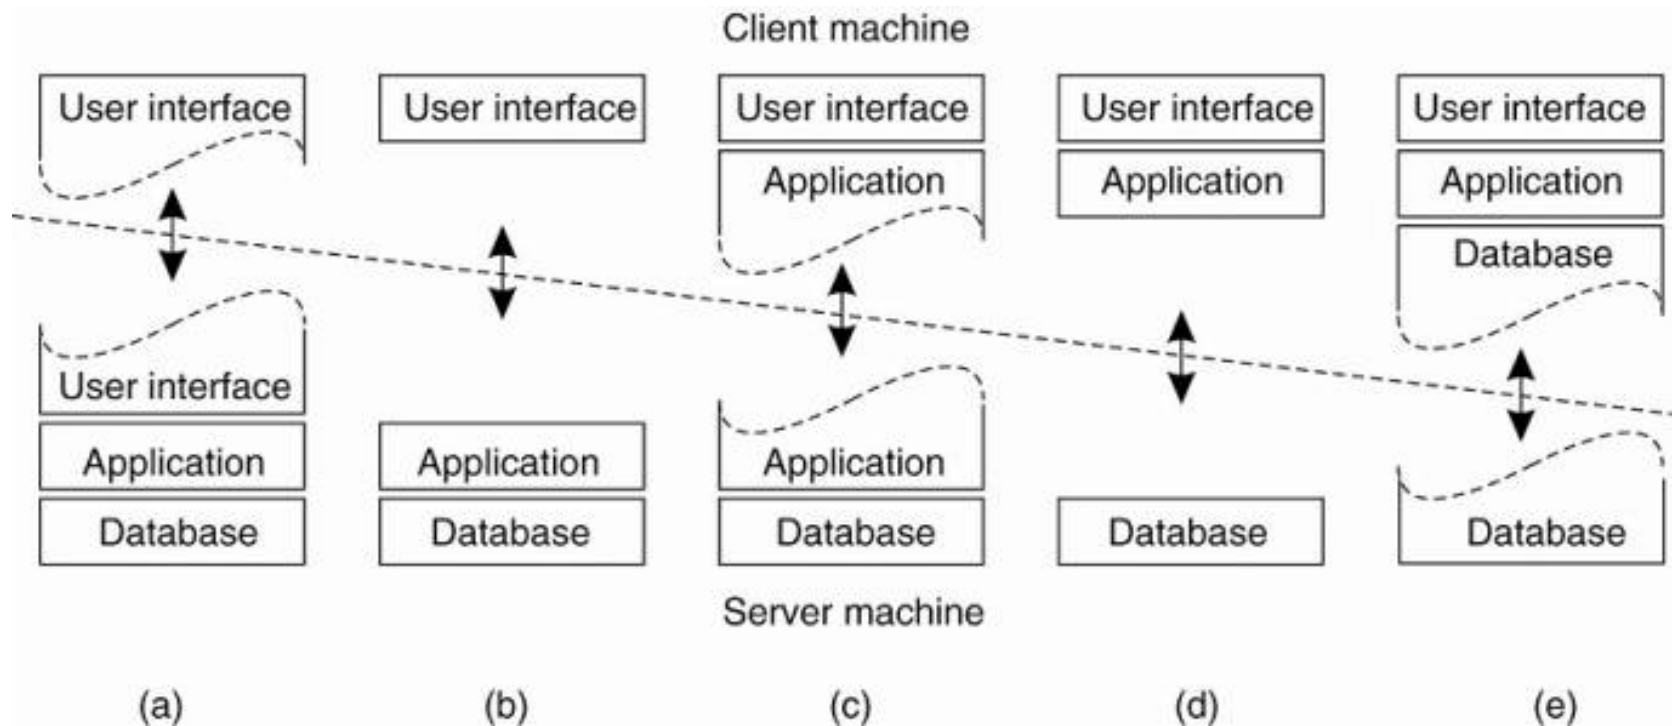 Client machine
User interface
User interface
User interface
User interface
User interface
Application
Application
Application
Database
User interface
Application
Application
Application
Database
Database
Database
Database
Database
Server machine
(a)
(b)
(c)
(d)
(e)